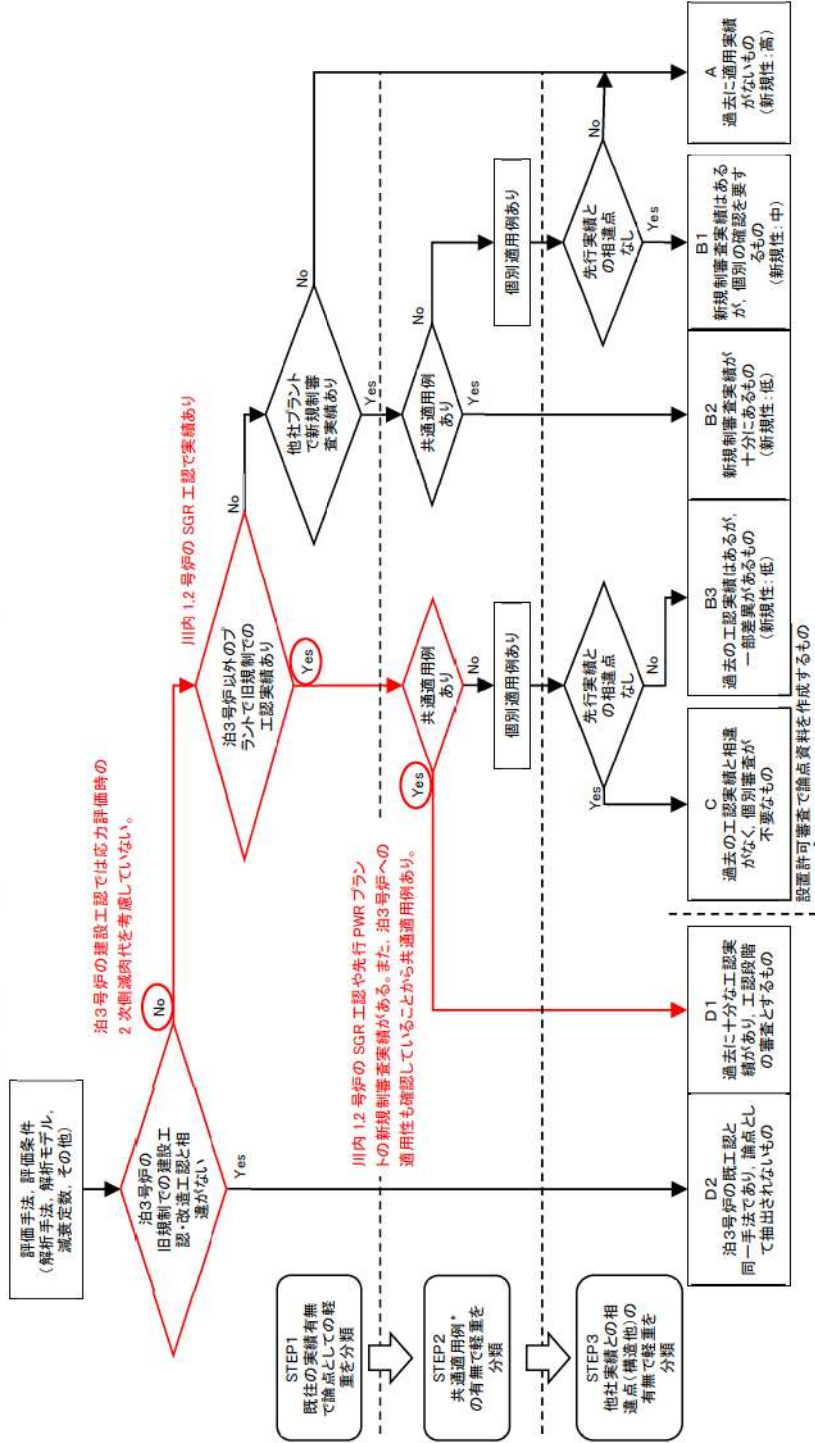 評価手法，評価条件
（解析手法，解析モデル，
減衰定数，その他）
泊3号炉の
旧規制での建設工
認・改造工認と相
違がない
No
Yes
泊3号炉の建設工認では応力評価時の
2次側減肉代を考慮していない。
泊3号炉以外のプ
ラントで旧規制での
工認実績あり
Yes
No
川内 1,2 号炉の SGR 工認で実績あり
他社プラント
で新規制審
査実績あり
No
Yes
STEP1
既往の実績有無
で論点としての軽
重を分類
STEP2
共通適用例*
の有無で軽重を
分類
STEP3
他社実績との相
違点（構造他）の
有無で軽重を
分類
川内 1,2 号炉の SGR 工認や先行 PWR プラン
トの新規制審査実績がある。また，泊3号炉への
適用性も確認していることから共通適用例あり。
共通適用例
あり
Yes
No
個別適用例あり
先行実績と
の相違点
なし
Yes
No
共通適用例
あり
No
Yes
個別適用例あり
先行実績と
の相違点
なし
No
Yes
D2
泊3号炉の既工認と
同一手法であり，論点とし
て抽出されないもの
D1
過去に十分な工認実
績があり，工認段階
の審査とするもの
C
過去の工認実績と相違
がなく，個別審査が
不要なもの
B3
過去の工認実績はあるが，
一部差異があるもの
（新規性：低）
B2
新規制審査実績が
十分にあるもの
（新規性：低）
B1
新規制審査実績はある
が，個別の確認を要す
るもの
（新規性：中）
A
過去に適用実績
がないもの
（新規性：高）
設置許可審査で論点資料を作成するもの